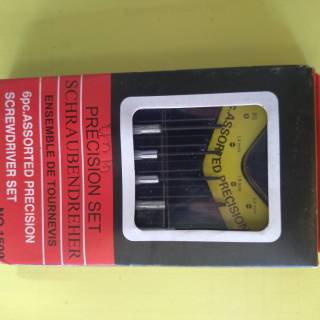 ASSORTED PRECISION
PRECISION SET
SCHRAUBENDREHER
ENSEMBLE DE TOURNEVIS
6pc.ASSORTED PRECISION
SCREWDRIVER SET